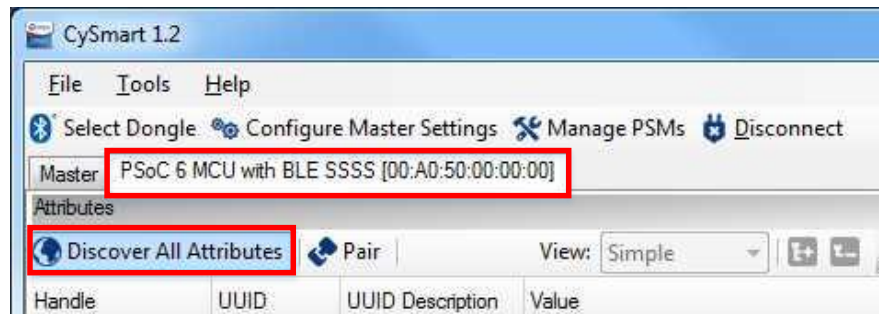 CySmart 1.2
File Tools Help
Select Dongle Configure Master Settings Manage PSMs Disconnect
Master PSoC 6 MCU with BLE SSSS [00:A0:50:00:00:00]
Attributes
Discover All Attributes Pair View: Simple
Handle UUID UUID Description Value